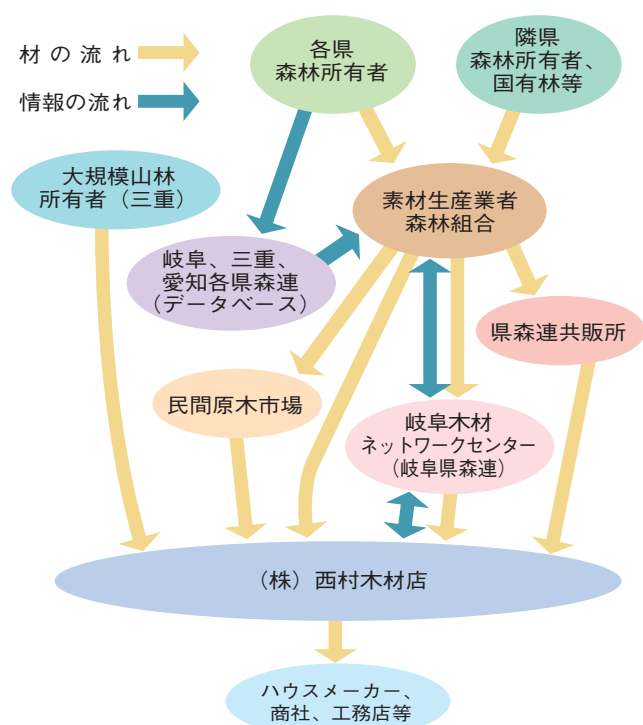 材の流れ
情報の流れ
各県
森林所有者
隣県
森林所有者、
国有林等
大規模山林
所有者（三重）
素材生産業者
森林組合
岐阜、三重、
愛知各県森連
（データベース）
県森連共販所
民間原木市場
岐阜木材
ネットワークセンター
（岐阜県森連）
（株）西村木材店
ハウスメーカー、
商社、工務店等